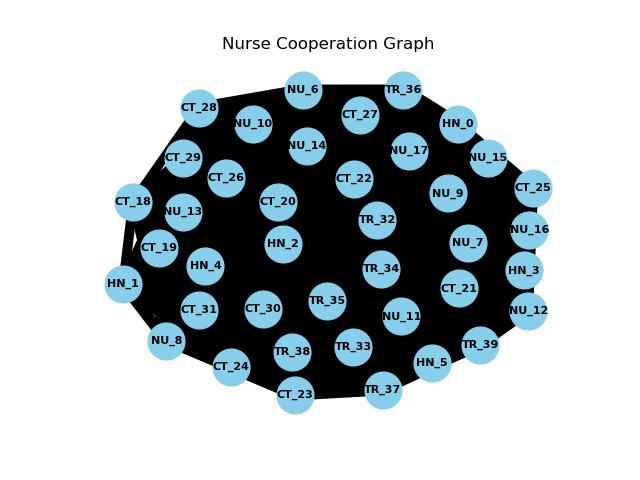 Nurse Cooperation Graph
NU_6
TR_36
CT_28
CT_27
NU_10
HN_0
NU_14
NU_17
CT_29
NU_15
CT_26
CT_22
CT_25
NU_9
CT_18
CT_20
NU_13
TR_32
NU_16
HN_2
NU_7
CT_19
HN_4
TR_34
HN_3
HN_1
CT_21
TR_35
CT_30
CT_31
NU_12
NU_11
NU_8
TR_39
TR_33
TR_38
HN_5
CT_24
TR_37
CT_23